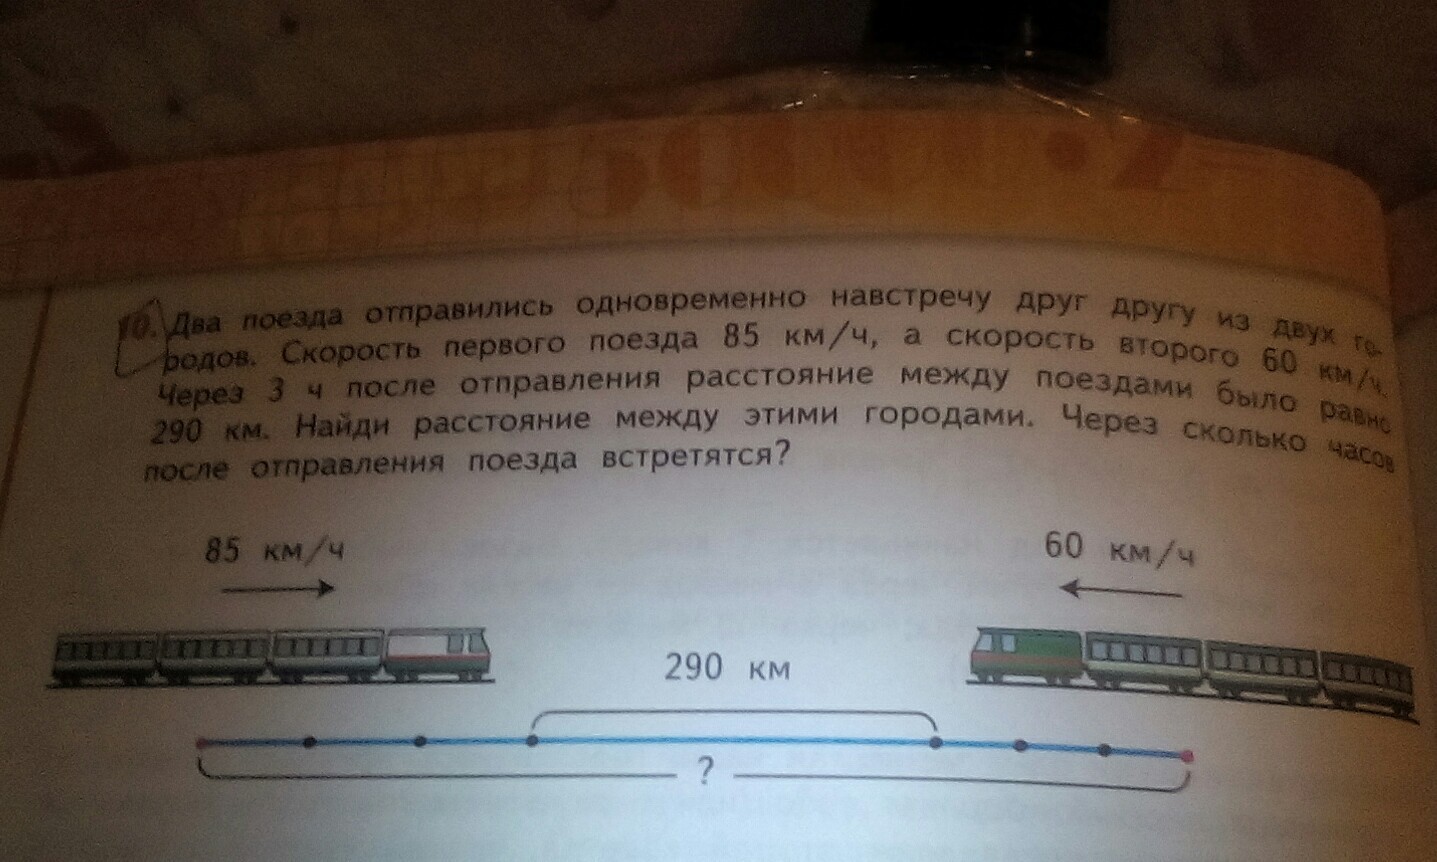 10. Два поезда отправились одновременно навстречу друг другу из двух го-
родов. Скорость первого поезда 85 км/ч, а скорость второго 60 км/ч.
Через 3 ч после отправления расстояние между поездами было равно
290 км. Найди расстояние между этими городами. Через сколько часов
после отправления поезда встретятся?
85 км/ч 60 км/ч
290 км
?